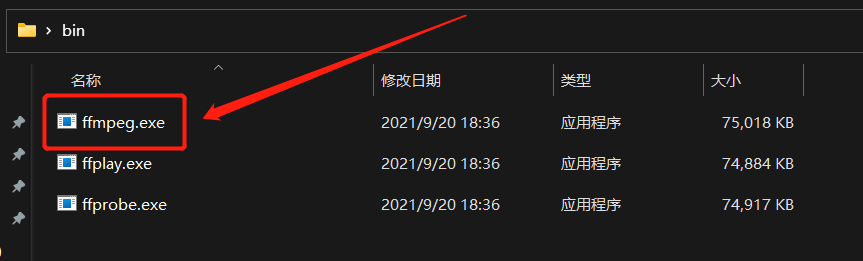 bin
名称 修改日期 类型 大小
ffmpeg.exe 2021/9/20 18:36 应用程序 75,018 KB
ffplay.exe 2021/9/20 18:36 应用程序 74,884 KB
ffprobe.exe 2021/9/20 18:36 应用程序 74,917 KB